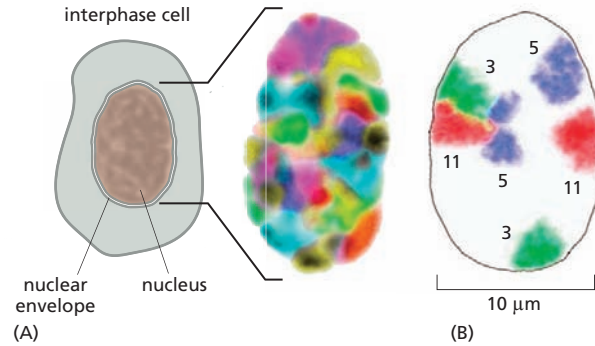 interphase cell
nuclear
envelope
nucleus
(A)
5
3
11
5
11
3
10 μm
(B)